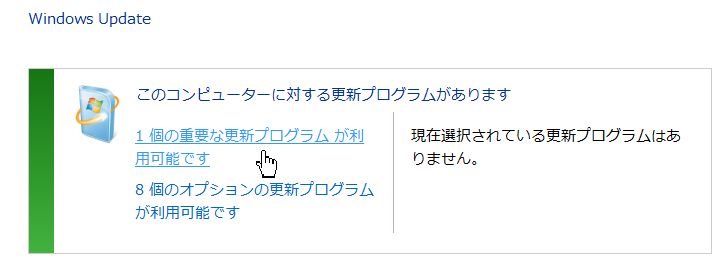 Windows Update
このコンピューターに対する更新プログラムがあります
1 個の重要な更新プログラム が利
用可能です
8 個のオプションの更新プログラム
が利用可能です
現在選択されている更新プログラムはあ
りません。